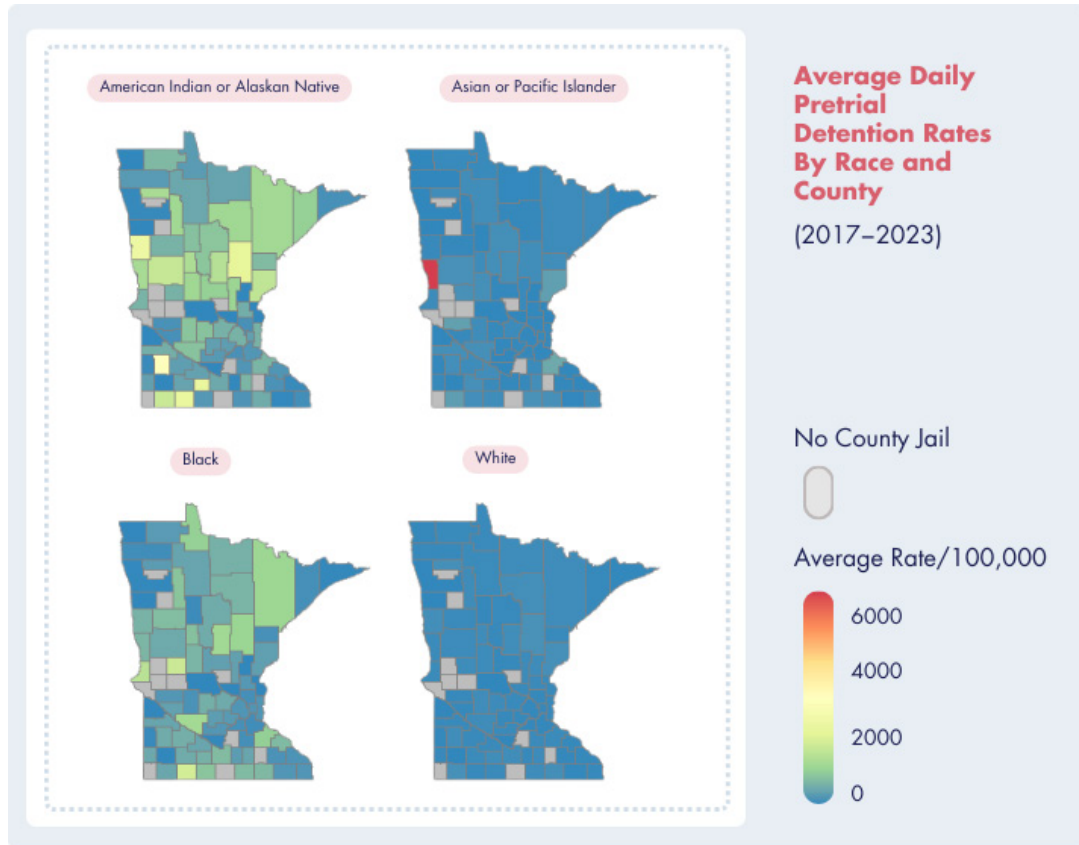 American Indian or Alaskan Native
Asian or Pacific Islander
Black
White
Average Daily
Pretrial
Detention Rates
By Race and
County
(2017–2023)
No County Jail
Average Rate/100,000
6000
4000
2000
0